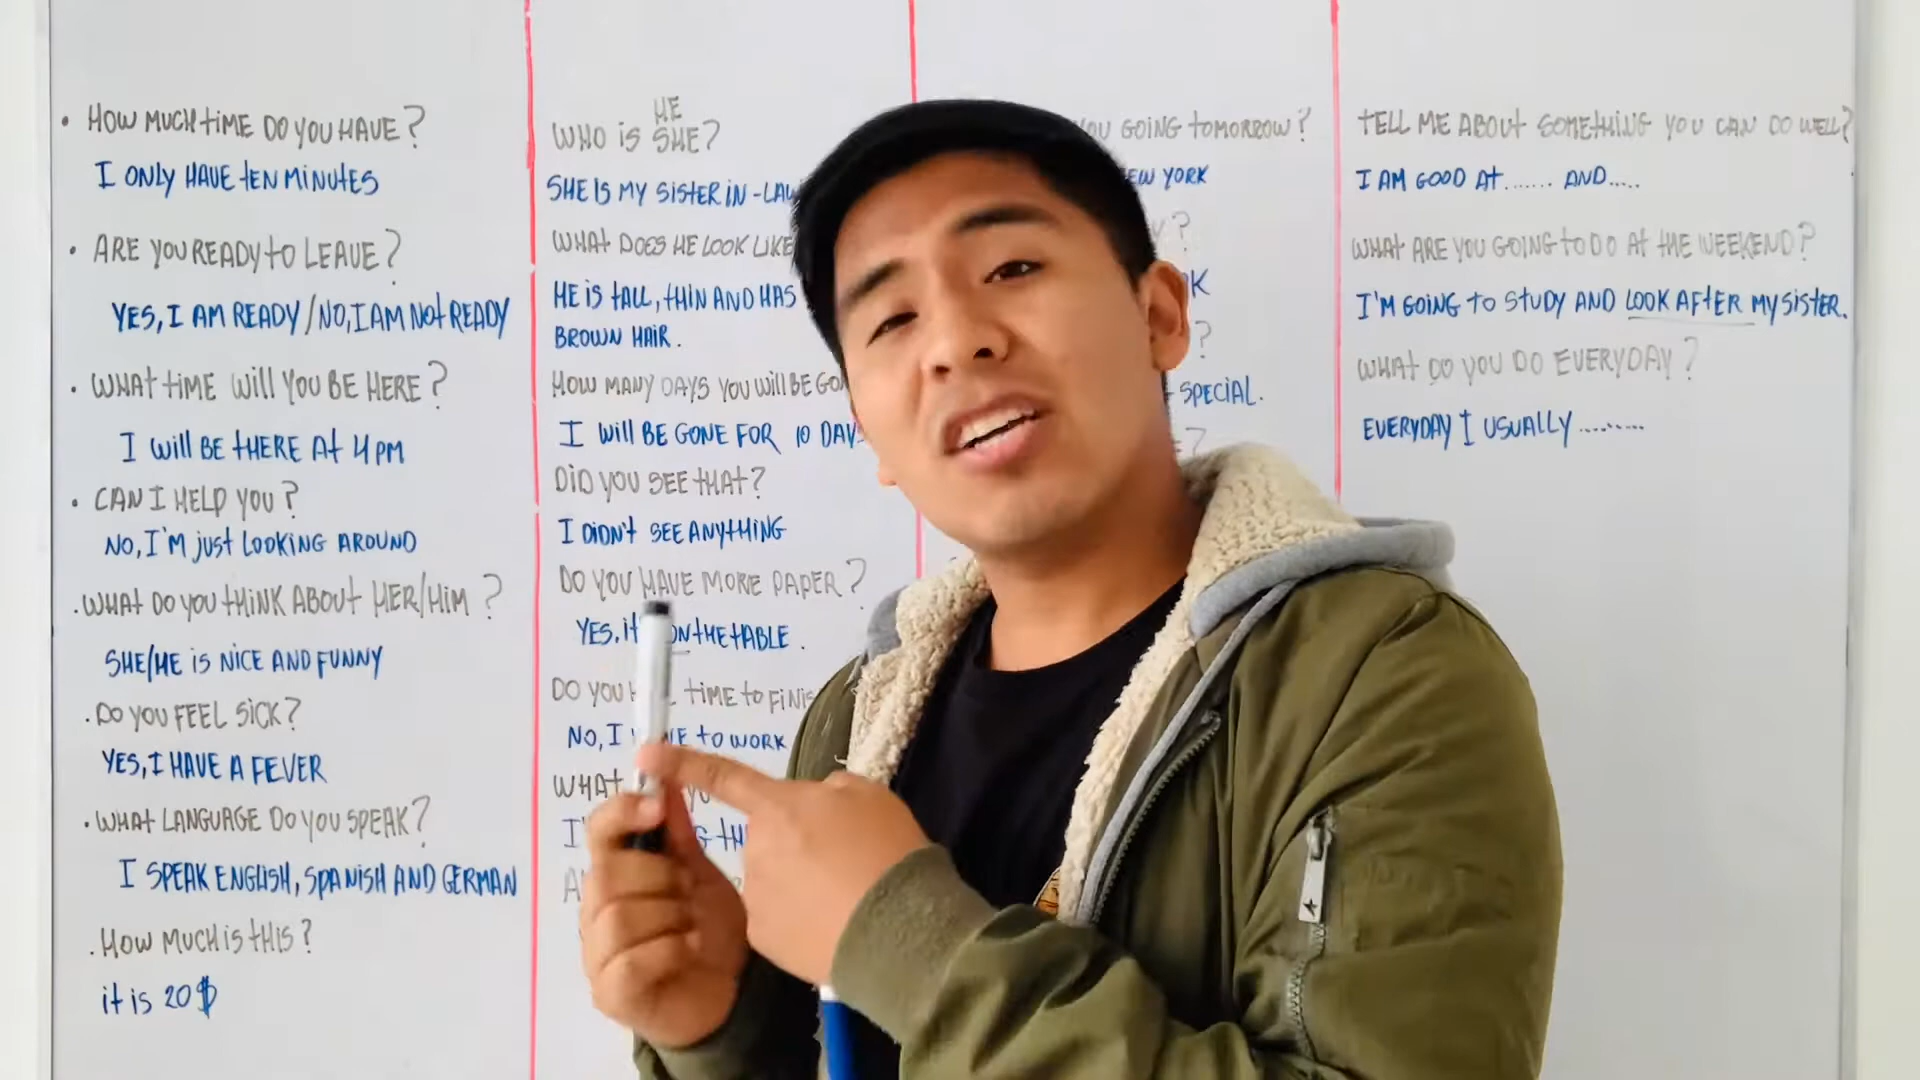 HOW MUCH TIME DO YOU HAVE?
I ONLY HAVE TEN MINUTES
ARE YOU READY TO LEAVE?
YES, I AM READY / NO, I AM NOT READY
WHAT TIME WILL YOU BE HERE?
I WILL BE THERE AT 4 PM
CAN I HELP YOU?
NO, I'M JUST LOOKING AROUND
WHAT DO YOU THINK ABOUT HER/HIM?
SHE/HE IS NICE AND FUNNY
DO YOU FEEL SICK?
YES, I HAVE A FEVER
WHAT LANGUAGE DO YOU SPEAK?
I SPEAK ENGLISH, SPANISH AND GERMAN
HOW MUCH IS THIS?
IT IS 20$
HE
WHO IS SHE?
SHE IS MY SISTER IN-LAW
WHAT DOES HE LOOK LIKE
HE IS TALL, THIN AND HAS
BROWN HAIR.
HOW MANY DAYS YOU WILL BE
I WILL BE GONE FOR 10 DAY
DID YOU SEE THAT?
I DIDN'T SEE ANYTHING
DO YOU HAVE MORE PAPER?
YES, ON THE TABLE.
DO YOU TIME TO
NO, I TO WORK
WHAT
YOU GOING TOMORROW?
YORK
SPECIAL.
TELL ME ABOUT SOMETHING YOU CAN DO WELL?
I AM GOOD AT....... AND.....
WHAT ARE YOU GOING TO DO AT THE WEEKEND?
I'M GOING TO STUDY AND LOOK AFTER MY SISTER.
WHAT DO YOU DO EVERYDAY?
EVERYDAY I USUALLY.........